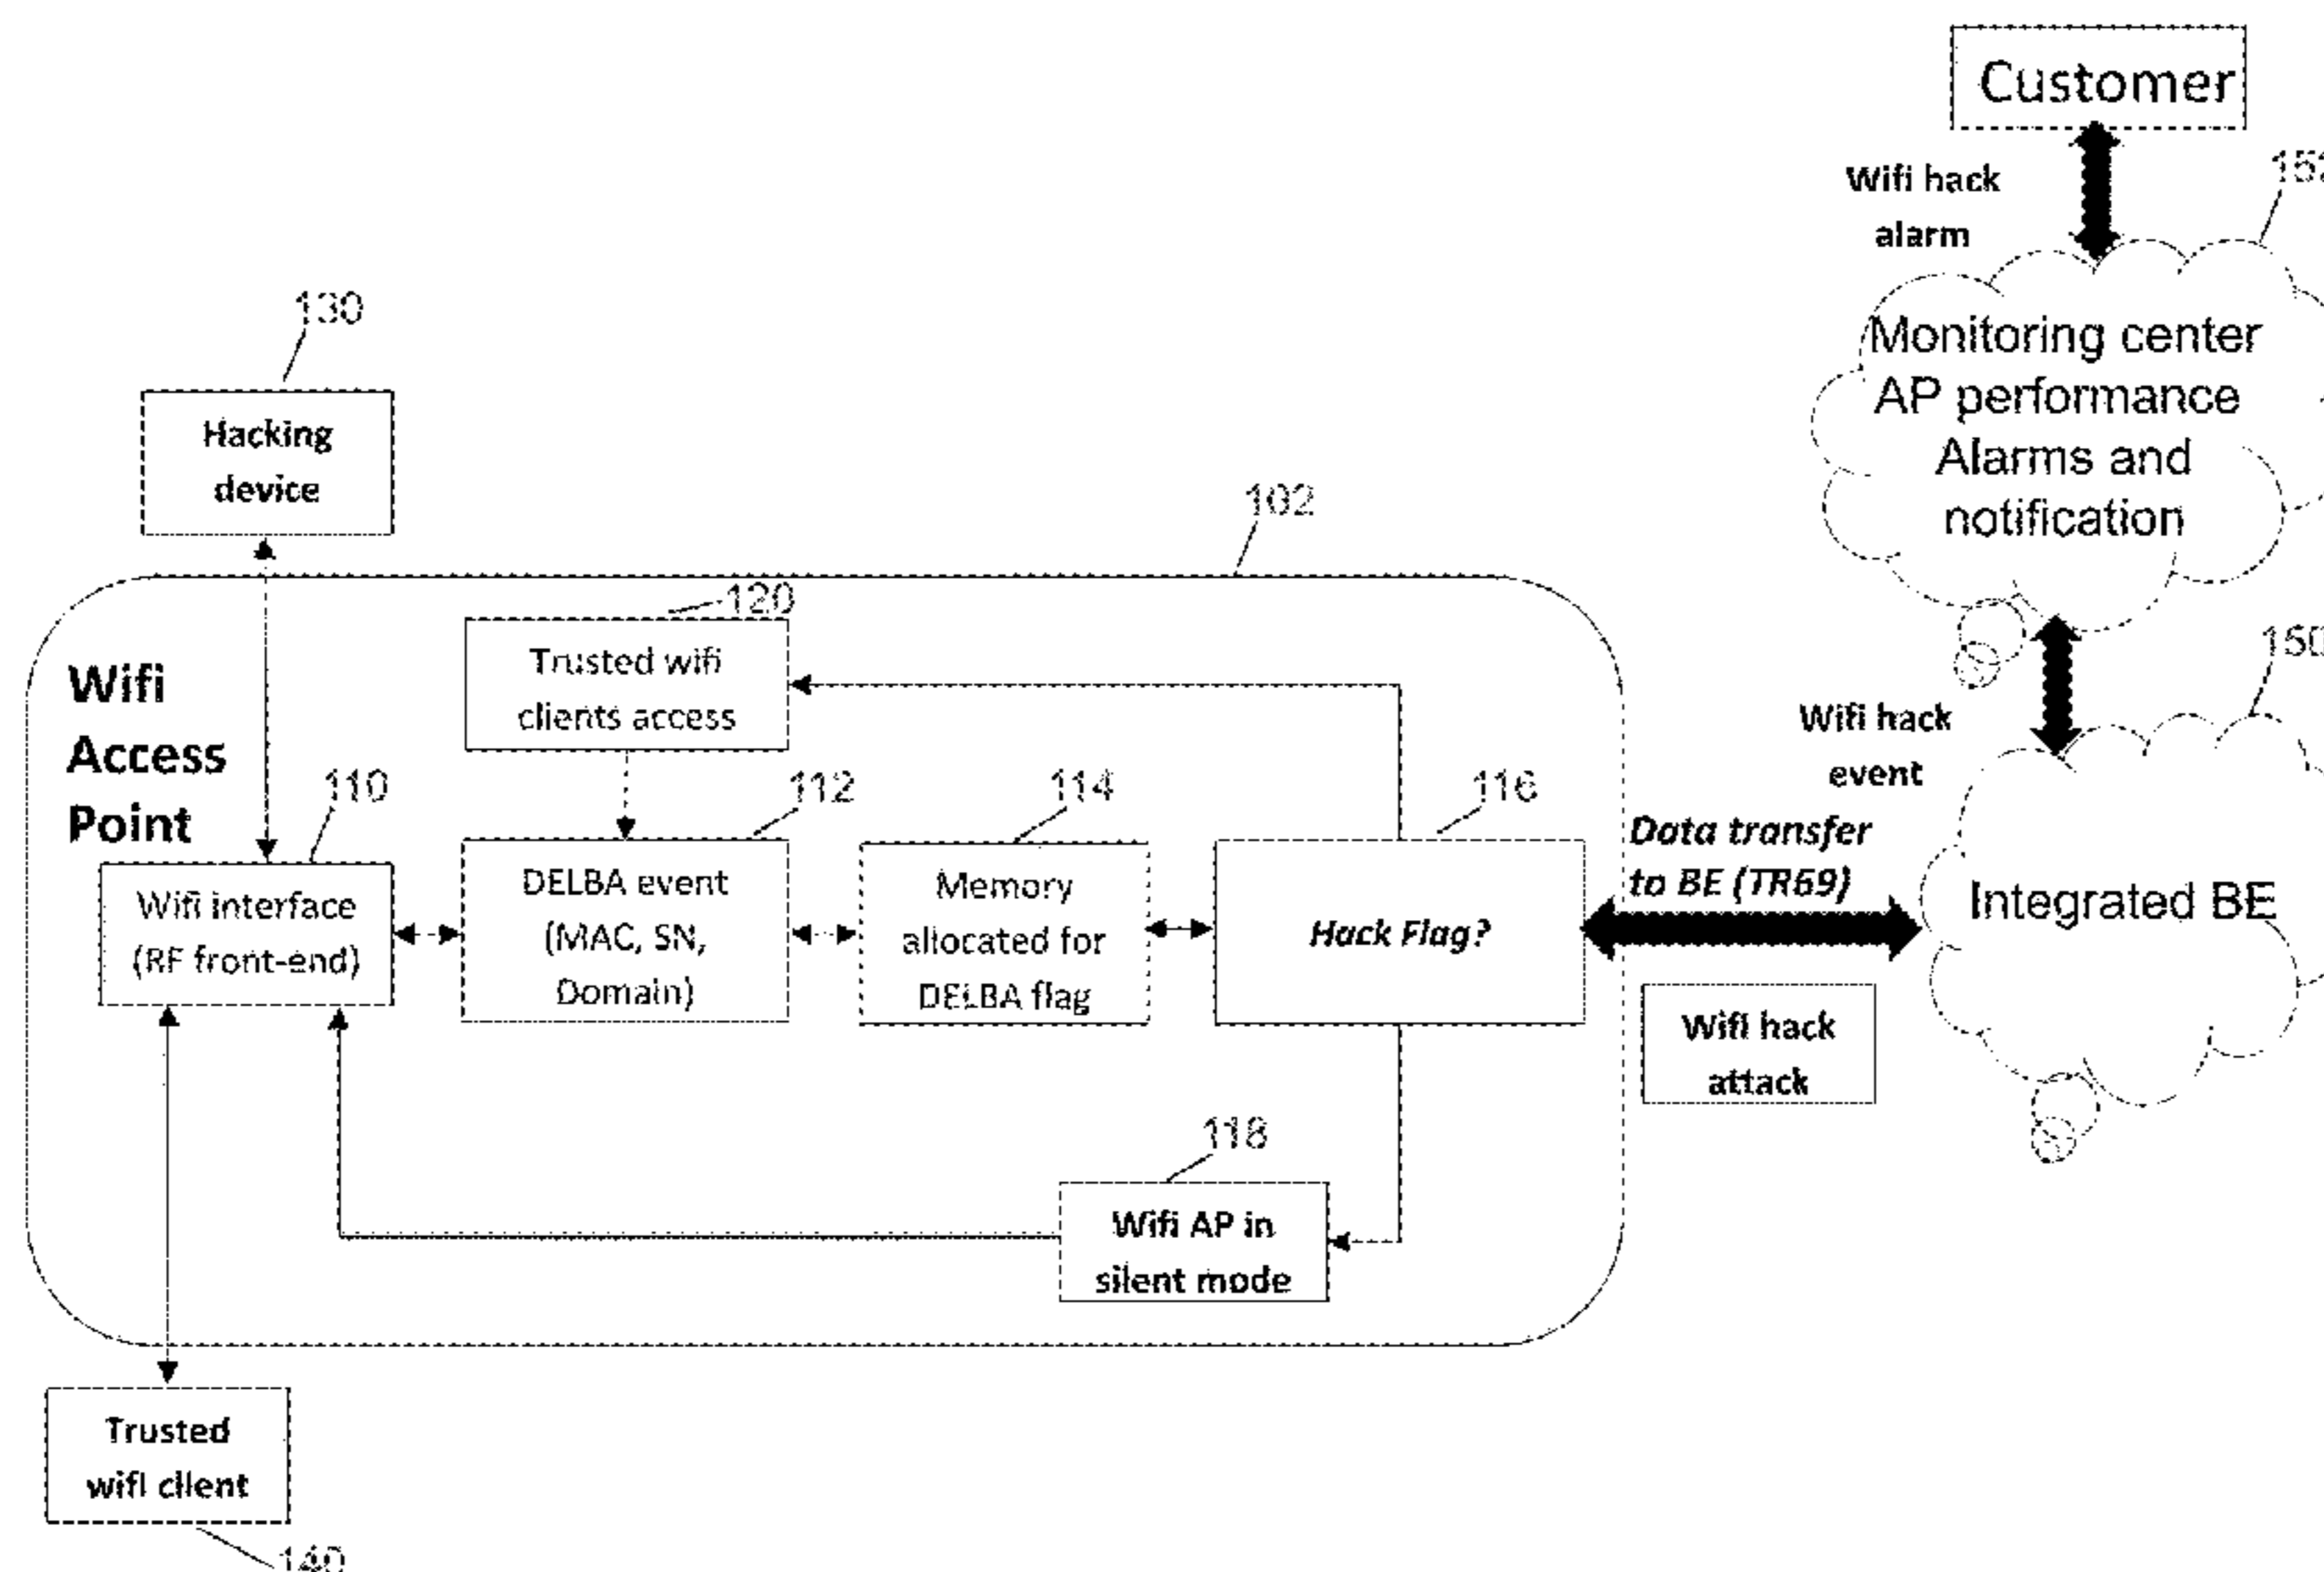 Customer
Wifi hack
alarm
152
Monitoring center
AP performance
Alarms and
notification
130
Hacking
device
102
120
Trusted wifi
clients access
Wifi
Access
Point
110
112
114
116
150
Wifi hack
event
Data transfer
to BE (TR69)
Wifi interface
(RF front-end)
DELBA event
(MAC, SN,
Domain)
Memory
allocated for
DELBA flag
Hack Flag?
Integrated BE
Wifi hack
attack
118
Wifi AP in
silent mode
Trusted
wifi client
140